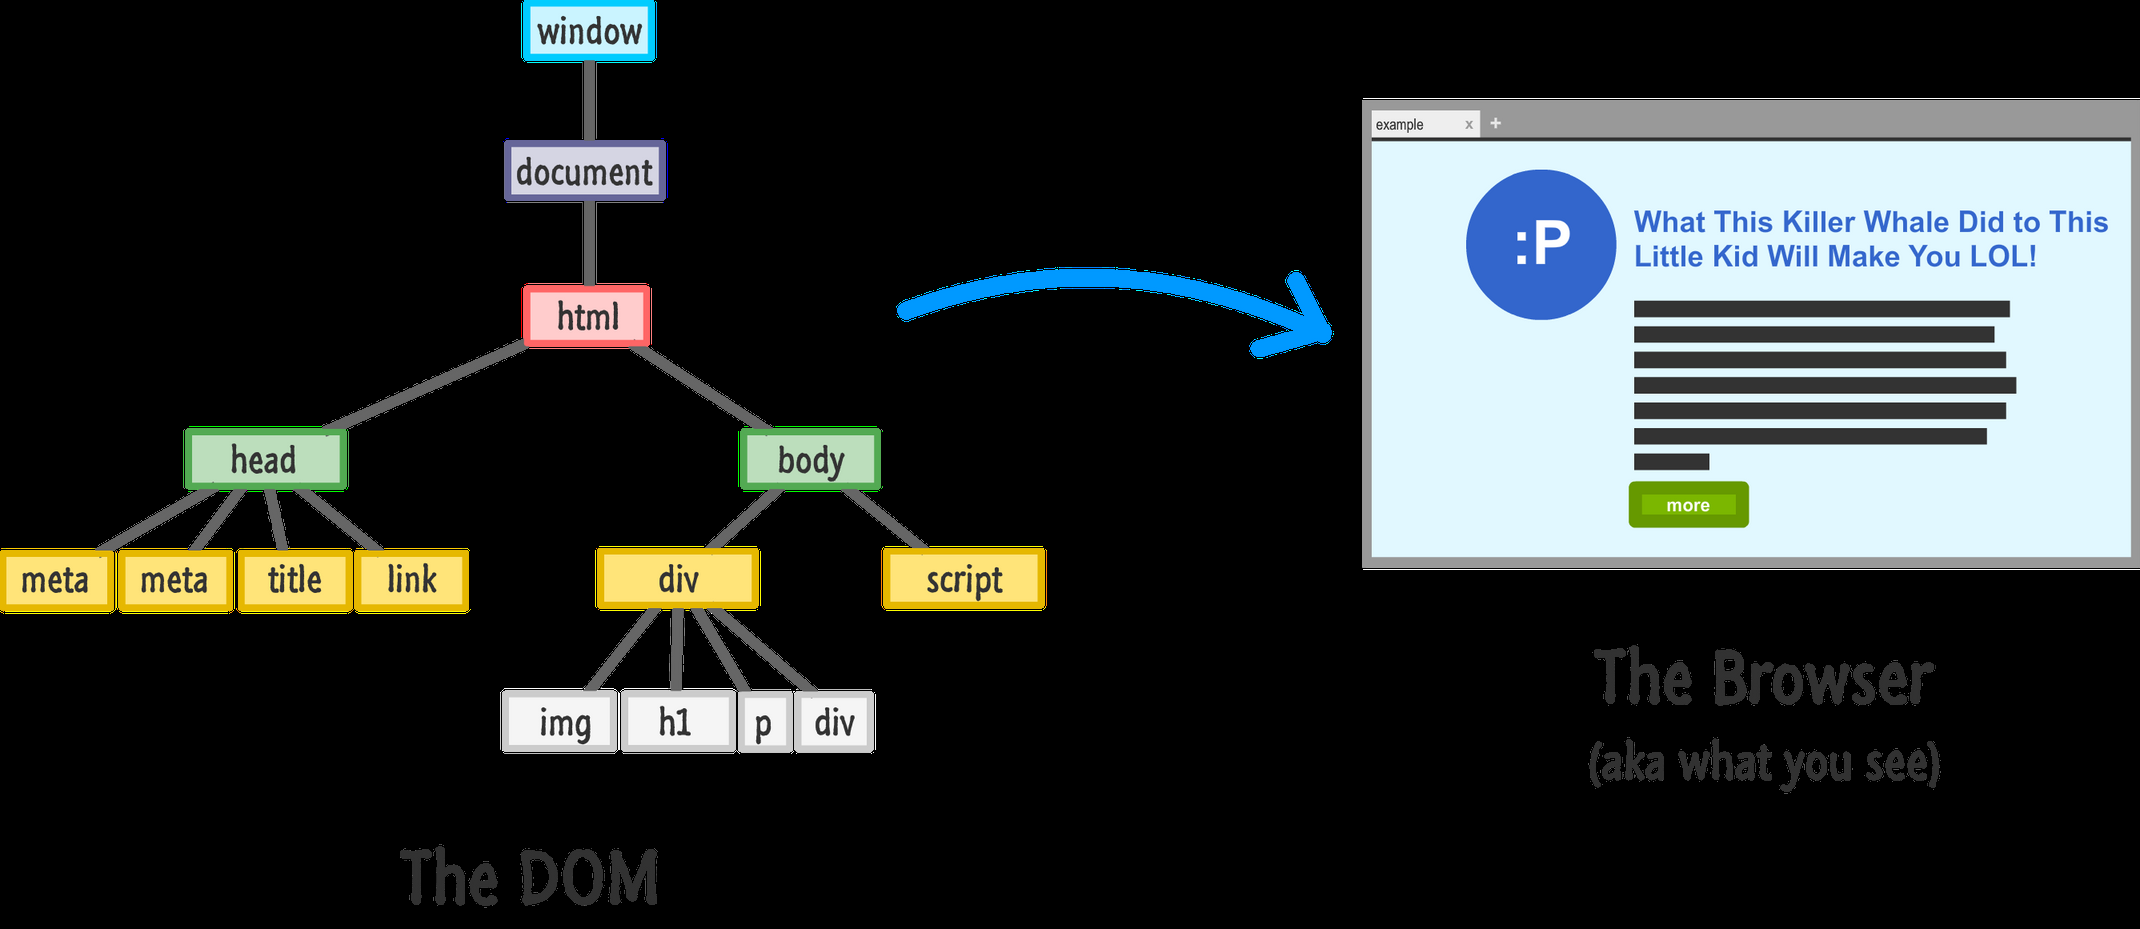 window
document
html
head
body
meta
meta
title
link
div
script
img
h1
p
div
The DOM
example x +
:P
What This Killer Whale Did to This
Little Kid Will Make You LOL!
more
The Browser
(aka what you see)